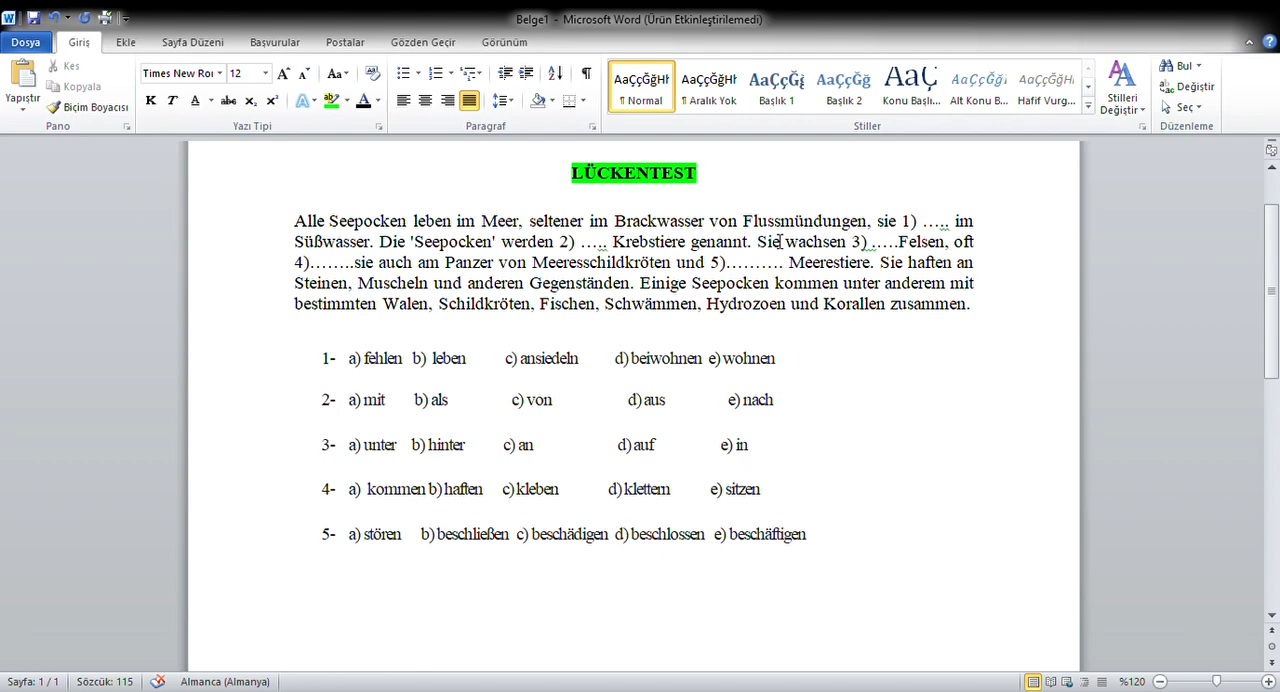 Belge1 - Microsoft Word (Ürün Etkinleştirilemedi)
Dosya Giriş Ekle Sayfa Düzeni Başvurular Postalar Gözden Geçir Görünüm
Yapıştır
Kes
Kopyala
Biçim Boyacısı
Pano
Times New Ror 12
Yazı Tipi
Paragraf
AaÇçĞğHł AaÇçĞğHł AaÇçĞğ AaÇçĞğ AaÇ AaÇçĞğı AaÇçĞğHı
¶ Normal ¶ Aralık Yok Başlık 1 Başlık 2 Konu Başlı... Alt Konu B... Hafif Vurg...
Stilleri Değiştir
Stiller
Bul
Değiştir
Seç
Düzenleme
LÜCKENTEST
Alle Seepocken leben im Meer, seltener im Brackwasser von Flussmündungen, sie 1) ….. im
Süßwasser. Die 'Seepocken' werden 2) ….. Krebstiere genannt. Sie wachsen 3) …..Felsen, oft
4)……..sie auch am Panzer von Meeresschildkröten und 5)………. Meerestiere. Sie haften an
Steinen, Muscheln und anderen Gegenständen. Einige Seepocken kommen unter anderem mit
bestimmten Walen, Schildkröten, Fischen, Schwämmen, Hydrozoen und Korallen zusammen.
1- a) fehlen b) leben c) ansiedeln d) beiwohnen e) wohnen
2- a) mit b) als c) von d) aus e) nach
3- a) unter b) hinter c) an d) auf e) in
4- a) kommen b) haften c) kleben d) klettern e) sitzen
5- a) stören b) beschließen c) beschädigen d) beschlossen e) beschäftigen
Sayfa: 1 / 1 Sözcük: 115 Almanca (Almanya) %120